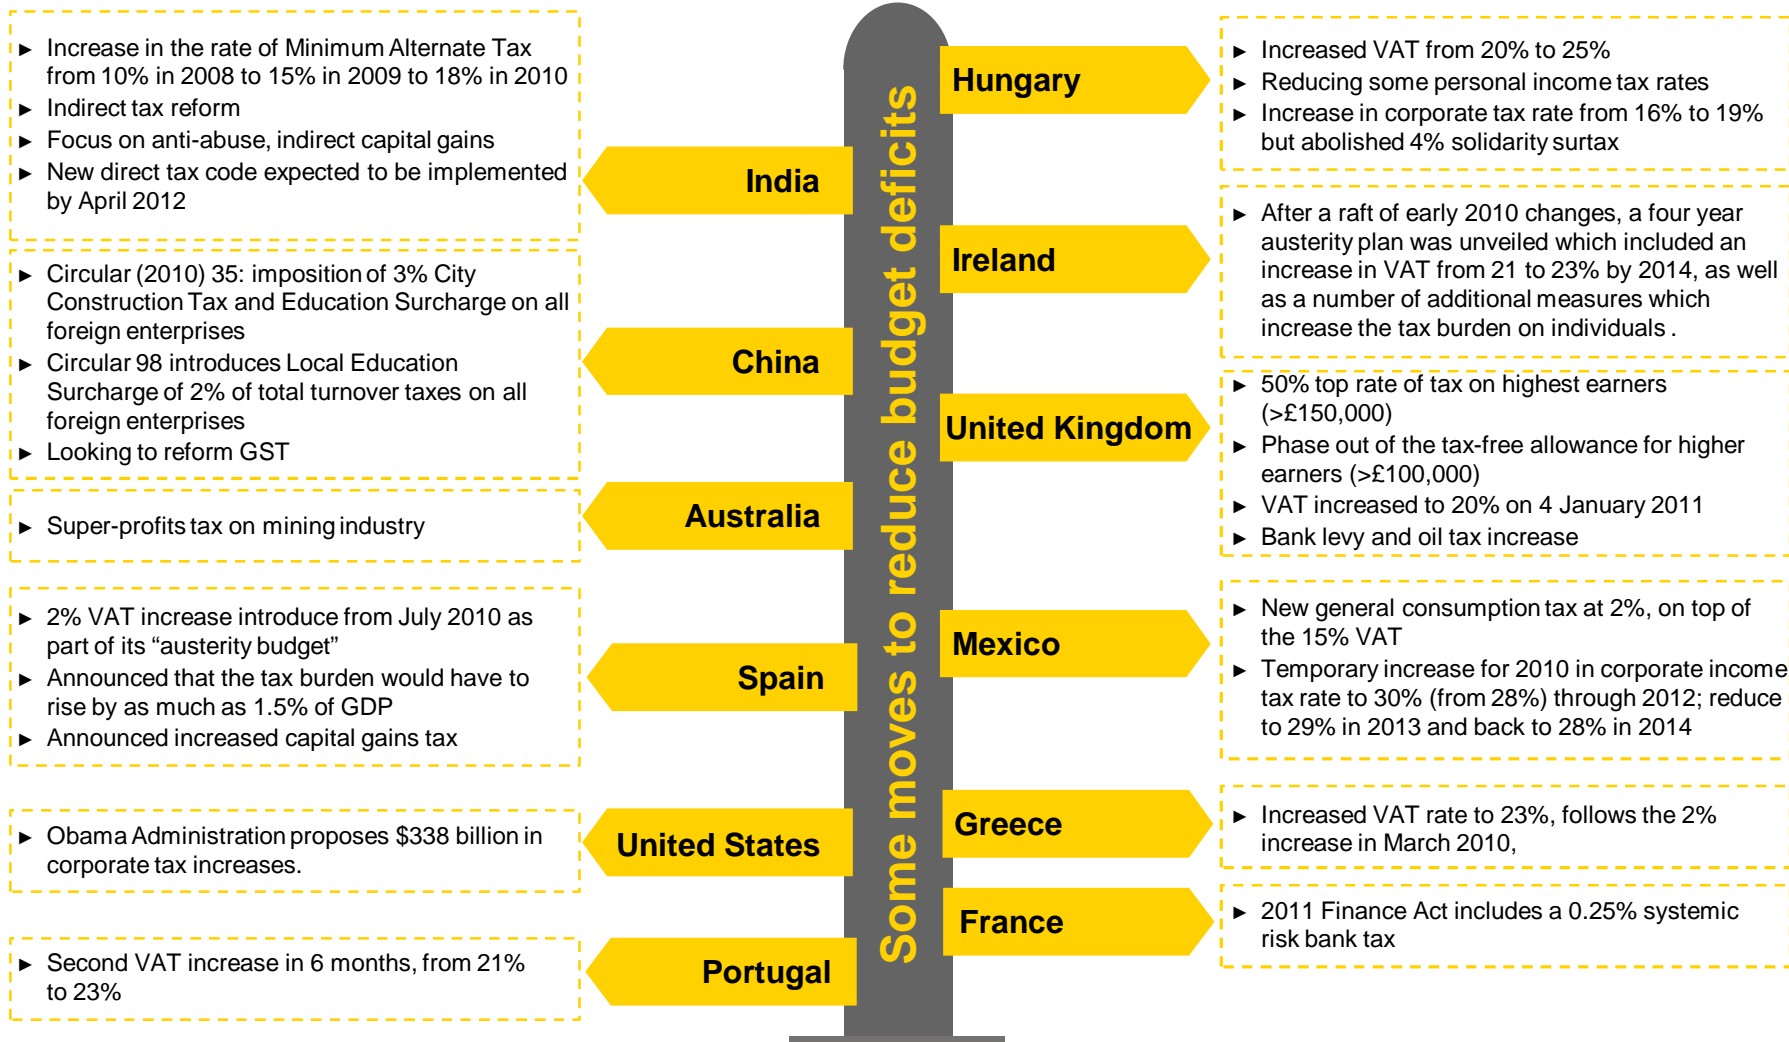 ► Increase in the rate of Minimum Alternate Tax
from 10% in 2008 to 15% in 2009 to 18% in 2010
► Indirect tax reform
► Focus on anti-abuse, indirect capital gains
► New direct tax code expected to be implemented
by April 2012
India
► Circular (2010) 35: imposition of 3% City
Construction Tax and Education Surcharge on all
foreign enterprises
► Circular 98 introduces Local Education
Surcharge of 2% of total turnover taxes on all
foreign enterprises
► Looking to reform GST
China
► Super-profits tax on mining industry
Australia
► 2% VAT increase introduce from July 2010 as
part of its “austerity budget”
► Announced that the tax burden would have to
rise by as much as 1.5% of GDP
► Announced increased capital gains tax
Spain
► Obama Administration proposes $338 billion in
corporate tax increases.
United States
► Second VAT increase in 6 months, from 21%
to 23%
Portugal
Some moves to reduce budget deficits
Hungary
► Increased VAT from 20% to 25%
► Reducing some personal income tax rates
► Increase in corporate tax rate from 16% to 19%
but abolished 4% solidarity surtax
Ireland
► After a raft of early 2010 changes, a four year
austerity plan was unveiled which included an
increase in VAT from 21 to 23% by 2014, as well
as a number of additional measures which
increase the tax burden on individuals .
United Kingdom
► 50% top rate of tax on highest earners
(>£150,000)
► Phase out of the tax-free allowance for higher
earners (>£100,000)
► VAT increased to 20% on 4 January 2011
► Bank levy and oil tax increase
Mexico
► New general consumption tax at 2%, on top of
the 15% VAT
► Temporary increase for 2010 in corporate income
tax rate to 30% (from 28%) through 2012; reduce
to 29% in 2013 and back to 28% in 2014
Greece
► Increased VAT rate to 23%, follows the 2%
increase in March 2010,
France
► 2011 Finance Act includes a 0.25% systemic
risk bank tax